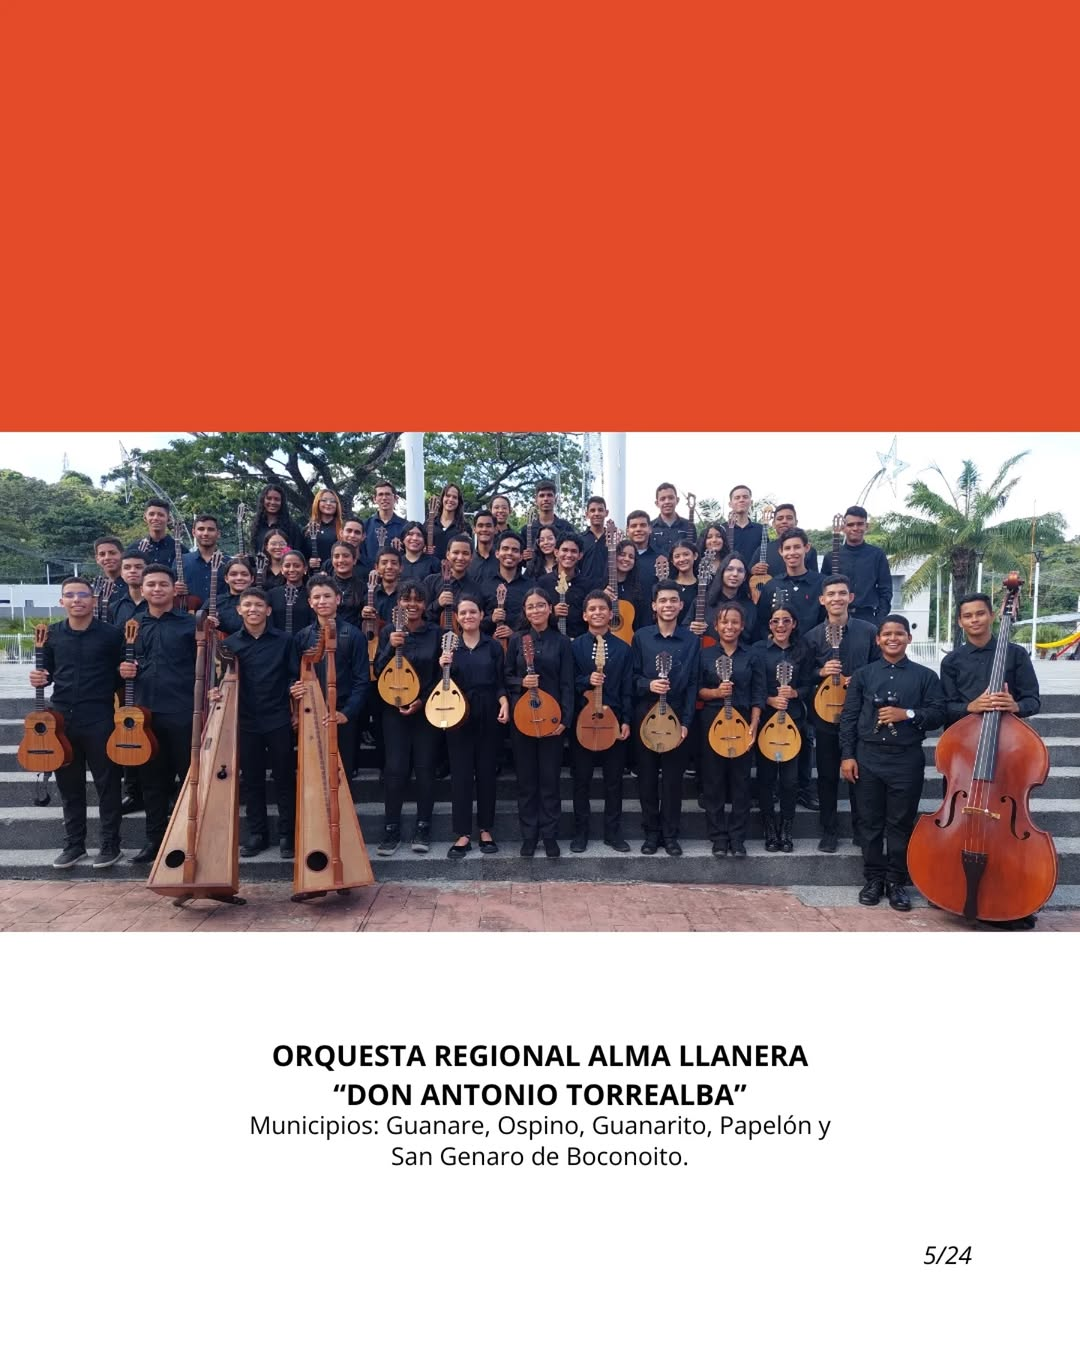 ORQUESTA REGIONAL ALMA LLANERA
“DON ANTONIO TORREALBA”
Municipios: Guanare, Ospino, Guanarito, Papelón y
San Genaro de Boconoito.
5/24